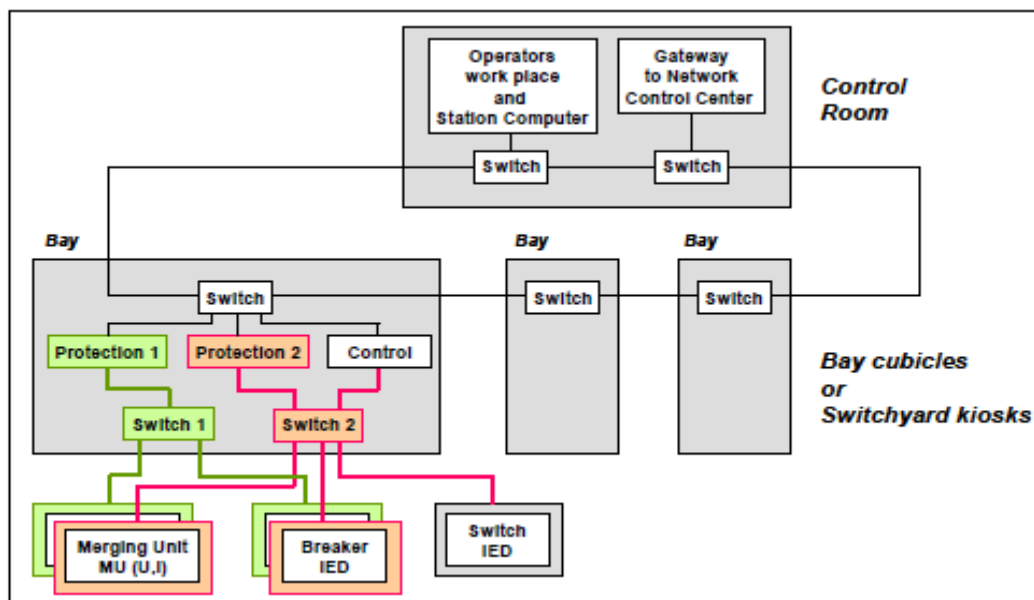 Operators
work place
and
Station Computer
Gateway
to Network
Control Center
Control
Room
Switch
Switch
Bay
Bay
Bay
Switch
Switch
Switch
Protection 1
Protection 2
Control
Bay cubicles
or
Switchyard kiosks
Switch 1
Switch 2
Merging Unit
MU (U,I)
Breaker
IED
Switch
IED